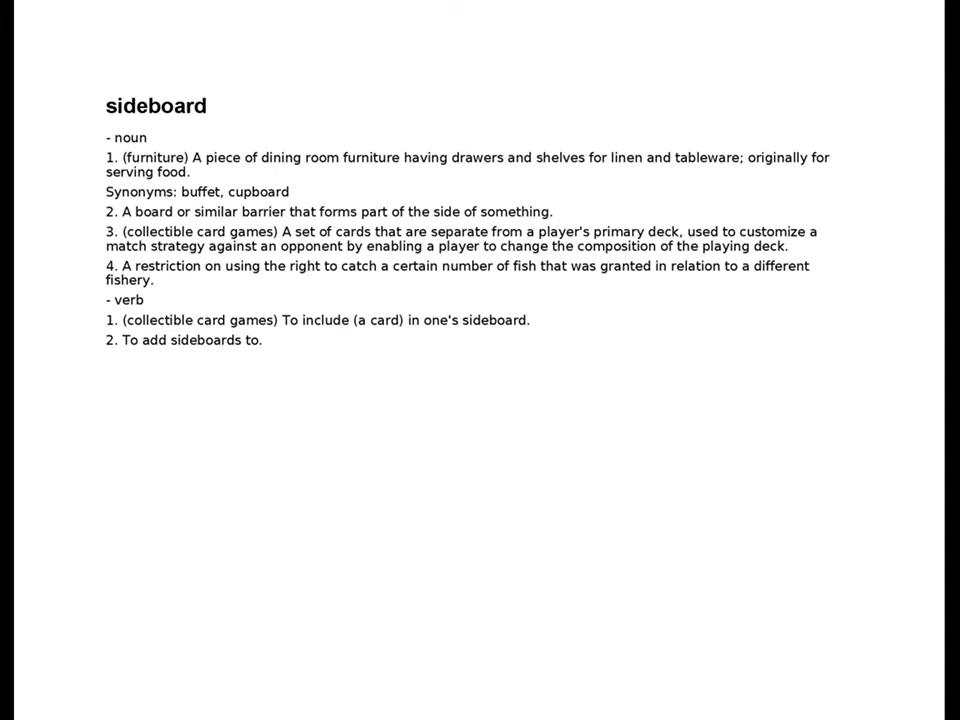 sideboard
- noun
1. (furniture) A piece of dining room furniture having drawers and shelves for linen and tableware; originally for
serving food.
Synonyms: buffet, cupboard
2. A board or similar barrier that forms part of the side of something.
3. (collectible card games) A set of cards that are separate from a player's primary deck, used to customize a
match strategy against an opponent by enabling a player to change the composition of the playing deck.
4. A restriction on using the right to catch a certain number of fish that was granted in relation to a different
fishery.
- verb
1. (collectible card games) To include (a card) in one's sideboard.
2. To add sideboards to.